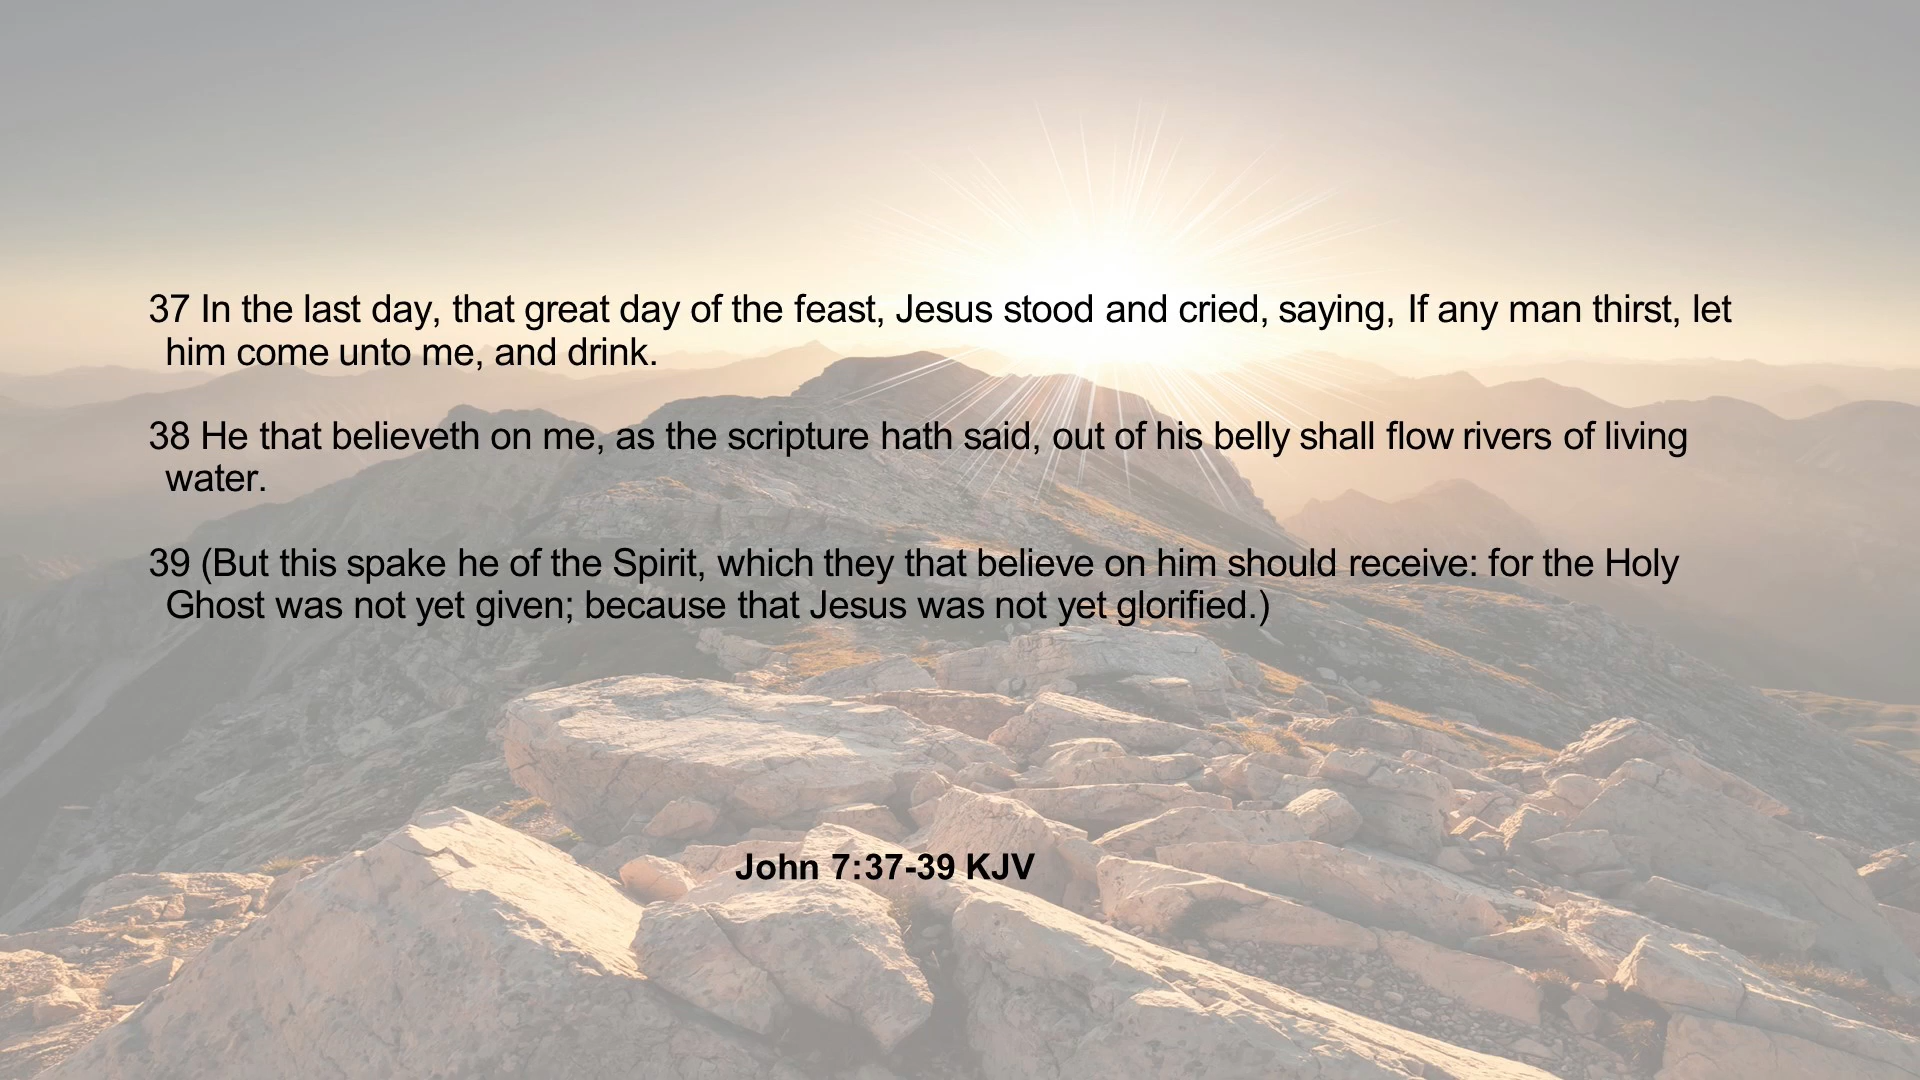 37 In the last day, that great day of the feast, Jesus stood and cried, saying, If any man thirst, let
him come unto me, and drink.
38 He that believeth on me, as the scripture hath said, out of his belly shall flow rivers of living
water.
39 (But this spake he of the Spirit, which they that believe on him should receive: for the Holy
Ghost was not yet given; because that Jesus was not yet glorified.)
John 7:37-39 KJV